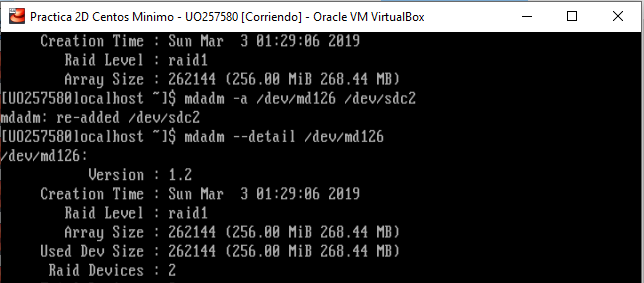 Practica 2D Centos Minimo - UO257580 [Corriendo] - Oracle VM VirtualBox
Creation Time : Sun Mar  3 01:29:06 2019
Raid Level : raid1
Array Size : 262144 (256.00 MiB 268.44 MB)
[UO257580@localhost ~]$ mdadm -a /dev/md126 /dev/sdc2
mdadm: re-added /dev/sdc2
[UO257580@localhost ~]$ mdadm --detail /dev/md126
/dev/md126:
Version : 1.2
Creation Time : Sun Mar  3 01:29:06 2019
Raid Level : raid1
Array Size : 262144 (256.00 MiB 268.44 MB)
Used Dev Size : 262144 (256.00 MiB 268.44 MB)
Raid Devices : 2